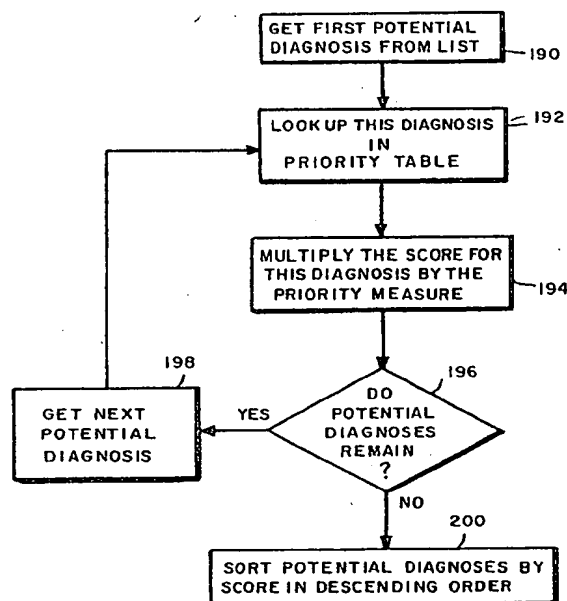 GET FIRST POTENTIAL
DIAGNOSIS FROM LIST
190
LOOK UP THIS DIAGNOSIS
IN
PRIORITY TABLE
192
MULTIPLY THE SCORE FOR
THIS DIAGNOSIS BY THE
PRIORITY MEASURE
194
196
DO
POTENTIAL
DIAGNOSES
REMAIN
?
YES
198
GET NEXT
POTENTIAL
DIAGNOSIS
NO
200
SORT POTENTIAL DIAGNOSES BY
SCORE IN DESCENDING ORDER